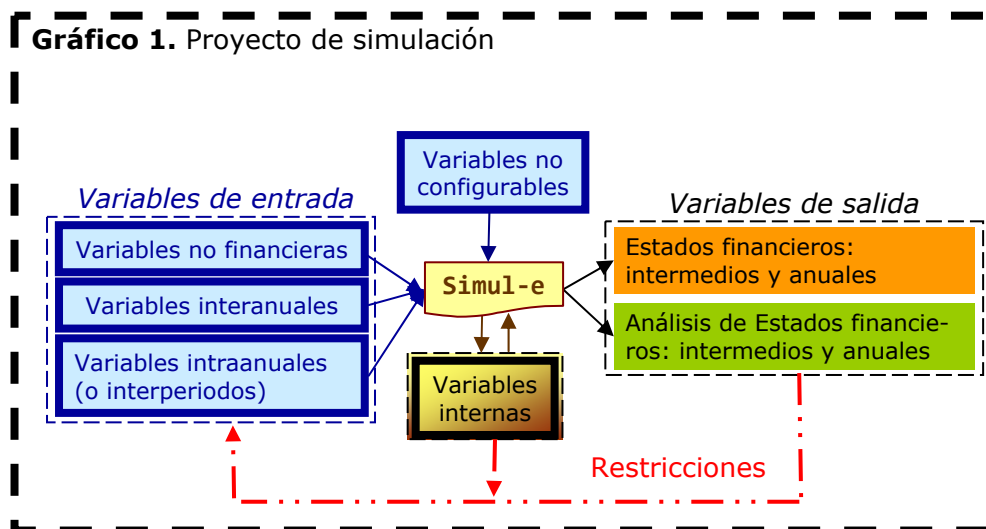 Gráfico 1. Proyecto de simulación
Variables no
configurables
Variables de entrada
Variables de salida
Variables no financieras
Variables interanuales
Variables intraanuales
(o interperiodos)
Simul-e
Estados financieros:
intermedios y anuales
Análisis de Estados financie-
ros: intermedios y anuales
Variables
internas
Restricciones